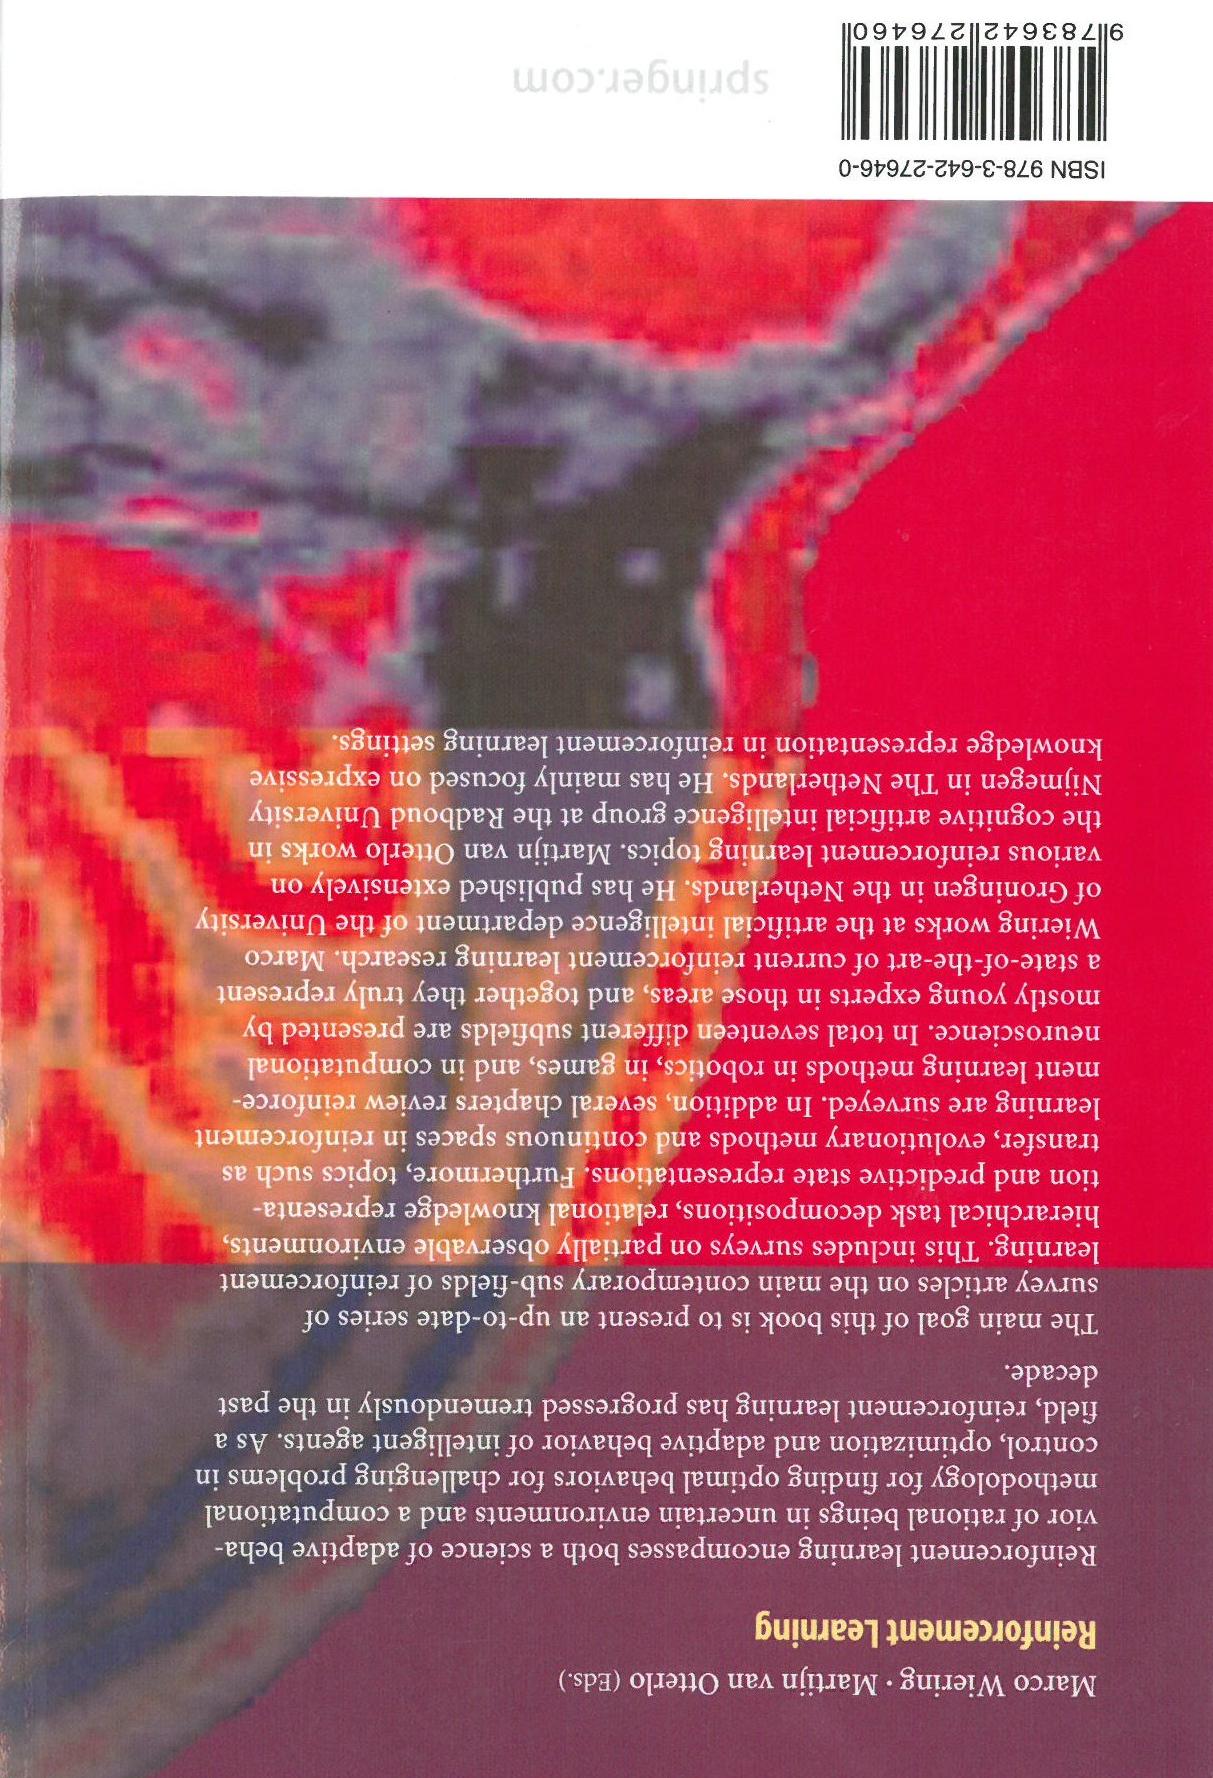 Marco Wiering · Martijn van Otterlo (Eds.)
Reinforcement Learning
Reinforcement learning encompasses both a science of adaptive beha-
vior of rational beings in uncertain environments and a computational
methodology for finding optimal behaviors for challenging problems in
control, optimization and adaptive behavior of intelligent agents. As a
field, reinforcement learning has progressed tremendously in the past
decade.
The main goal of this book is to present an up-to-date series of
survey articles on the main contemporary sub-fields of reinforcement
learning. This includes surveys on partially observable environments,
hierarchical task decompositions, relational knowledge representa-
tion and predictive state representations. Furthermore, topics such as
transfer, evolutionary methods and continuous spaces in reinforcement
learning are surveyed. In addition, several chapters review reinforce-
ment learning methods in robotics, in games, and in computational
neuroscience. In total seventeen different subfields are presented by
mostly young experts in those areas, and together they truly represent
a state-of-the-art of current reinforcement learning research. Marco
Wiering works at the artificial intelligence department of the University
of Groningen in the Netherlands. He has published extensively on
various reinforcement learning topics. Martijn van Otterlo works in
the cognitive artificial intelligence group at the Radboud University
Nijmegen in The Netherlands. He has mainly focused on expressive
knowledge representation in reinforcement learning settings.
ISBN 978-3-642-27646-0
9 783642 276460
springer.com